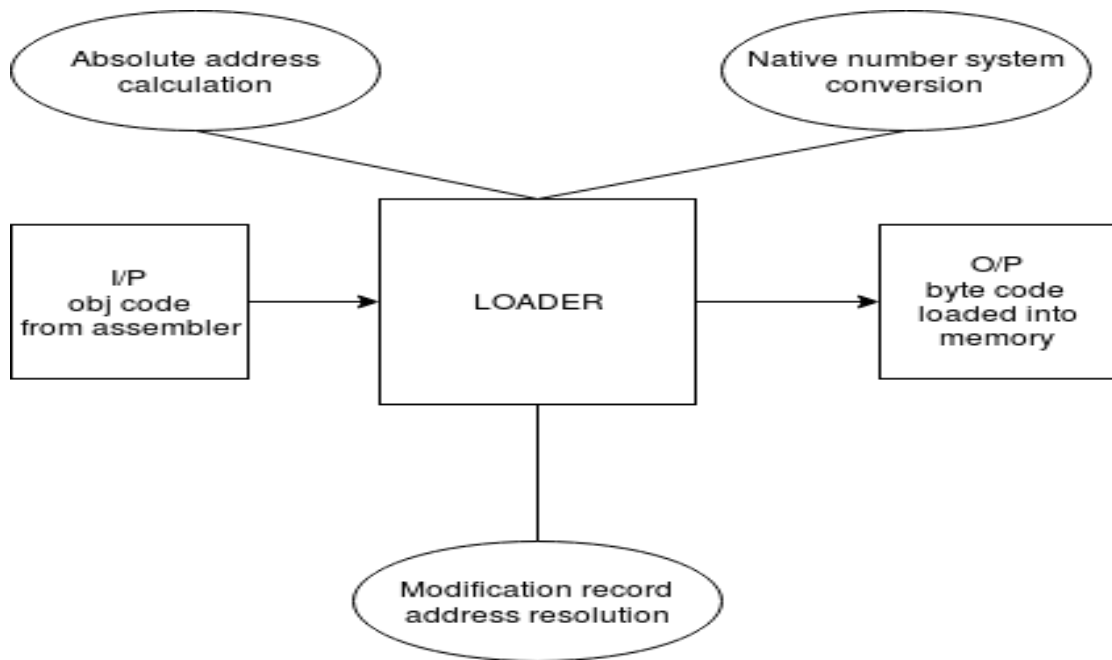 Absolute address
calculation
Native number system
conversion
I/P
obj code
from assembler
LOADER
O/P
byte code
loaded into
memory
Modification record
address resolution